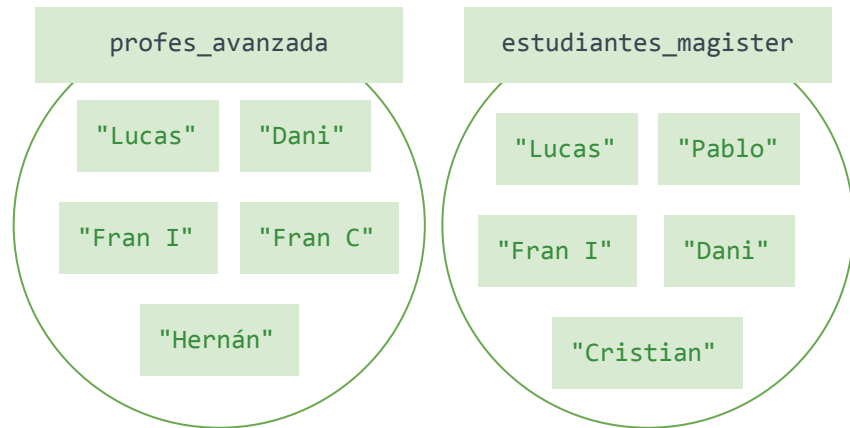 profes_avanzada
"Lucas" "Dani"
"Fran I" "Fran C"
"Hernán"
estudiantes_magister
"Lucas" "Pablo"
"Fran I" "Dani"
"Cristian"